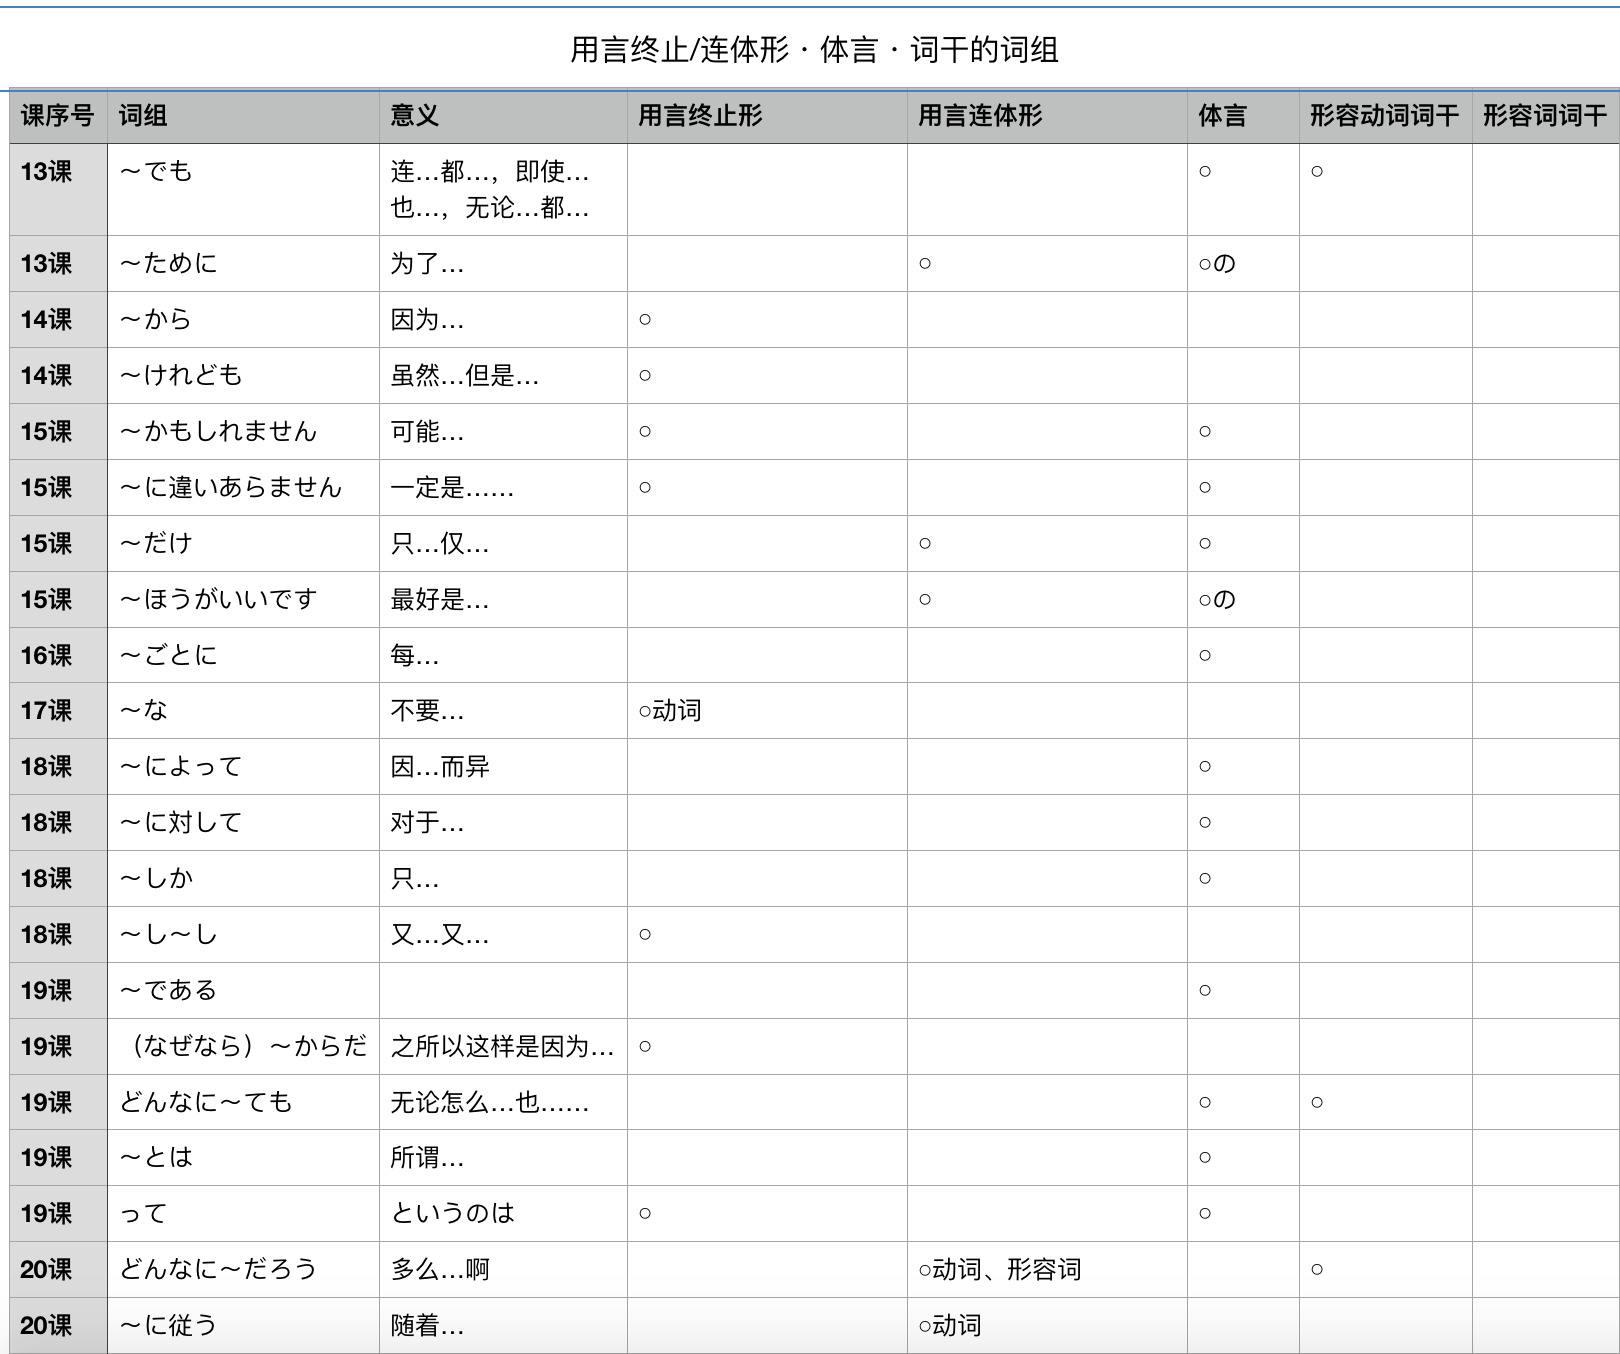 用言终止/连体形・体言・词干的词组
课序号 词组 意义 用言终止形 用言连体形 体言 形容动词词干 形容词词干
13课 ～でも 连…都…，即使… ○ ○
也…，无论…都…
13课 ～ために 为了… ○ ○の
14课 ～から 因为… ○
14课 ～けれども 虽然…但是… ○
15课 ～かもしれません 可能… ○ ○
15课 ～に違いあらません 一定是…… ○ ○
15课 ～だけ 只…仅… ○ ○
15课 ～ほうがいいです 最好是… ○ ○の
16课 ～ごとに 每… ○
17课 ～な 不要… ○动词
18课 ～によって 因…而异 ○
18课 ～に対して 对于… ○
18课 ～しか 只… ○
18课 ～し～し 又…又… ○
19课 ～である ○
19课 （なぜなら）～からだ 之所以这样是因为… ○
19课 どんなに～ても 无论怎么…也…… ○ ○
19课 ～とは 所谓… ○
19课 って というのは ○ ○
20课 どんなに～だろう 多么…啊 ○动词、形容词 ○
20课 ～に従う 随着… ○动词